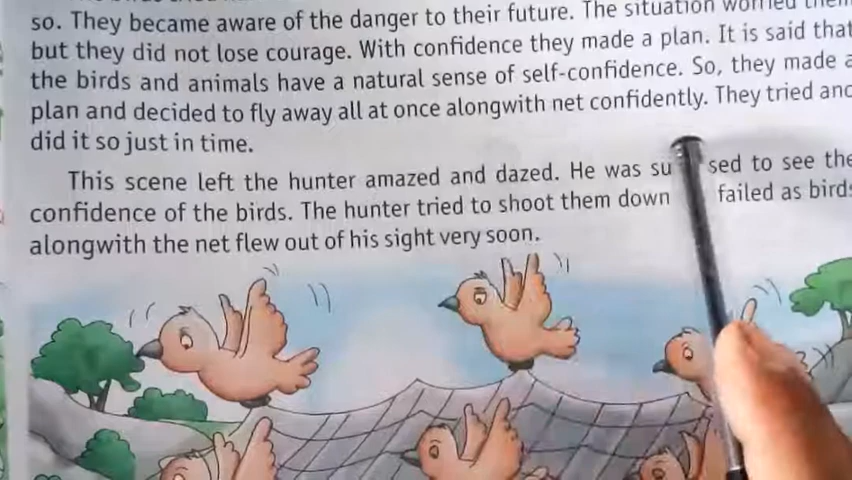 so. They became aware of the danger to their future. The situation worried them
but they did not lose courage. With confidence they made a plan. It is said that
the birds and animals have a natural sense of self-confidence. So, they made a
plan and decided to fly away all at once alongwith net confidently. They tried and
did it so just in time.
This scene left the hunter amazed and dazed. He was su sed to see the
confidence of the birds. The hunter tried to shoot them down failed as birds
alongwith the net flew out of his sight very soon.